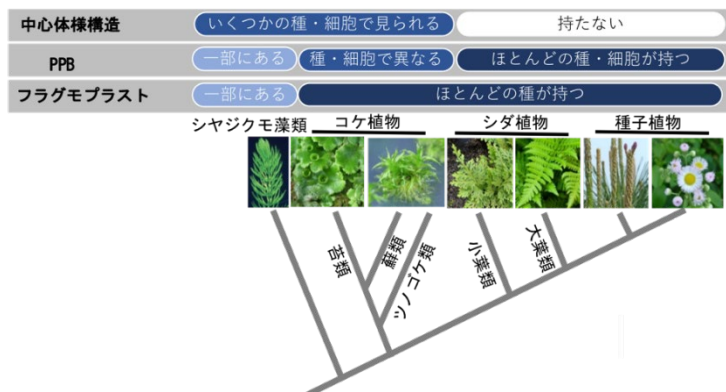 中心体様構造 いくつかの種・細胞で見られる 持たない
PPB 一部にある 種・細胞で異なる ほとんどの種・細胞が持つ
フラグモプラスト 一部にある ほとんどの種が持つ
シヤジクモ藻類 コケ植物 シダ植物 種子植物
苔類
蘚類
ツノゴケ類
小葉類
大葉類